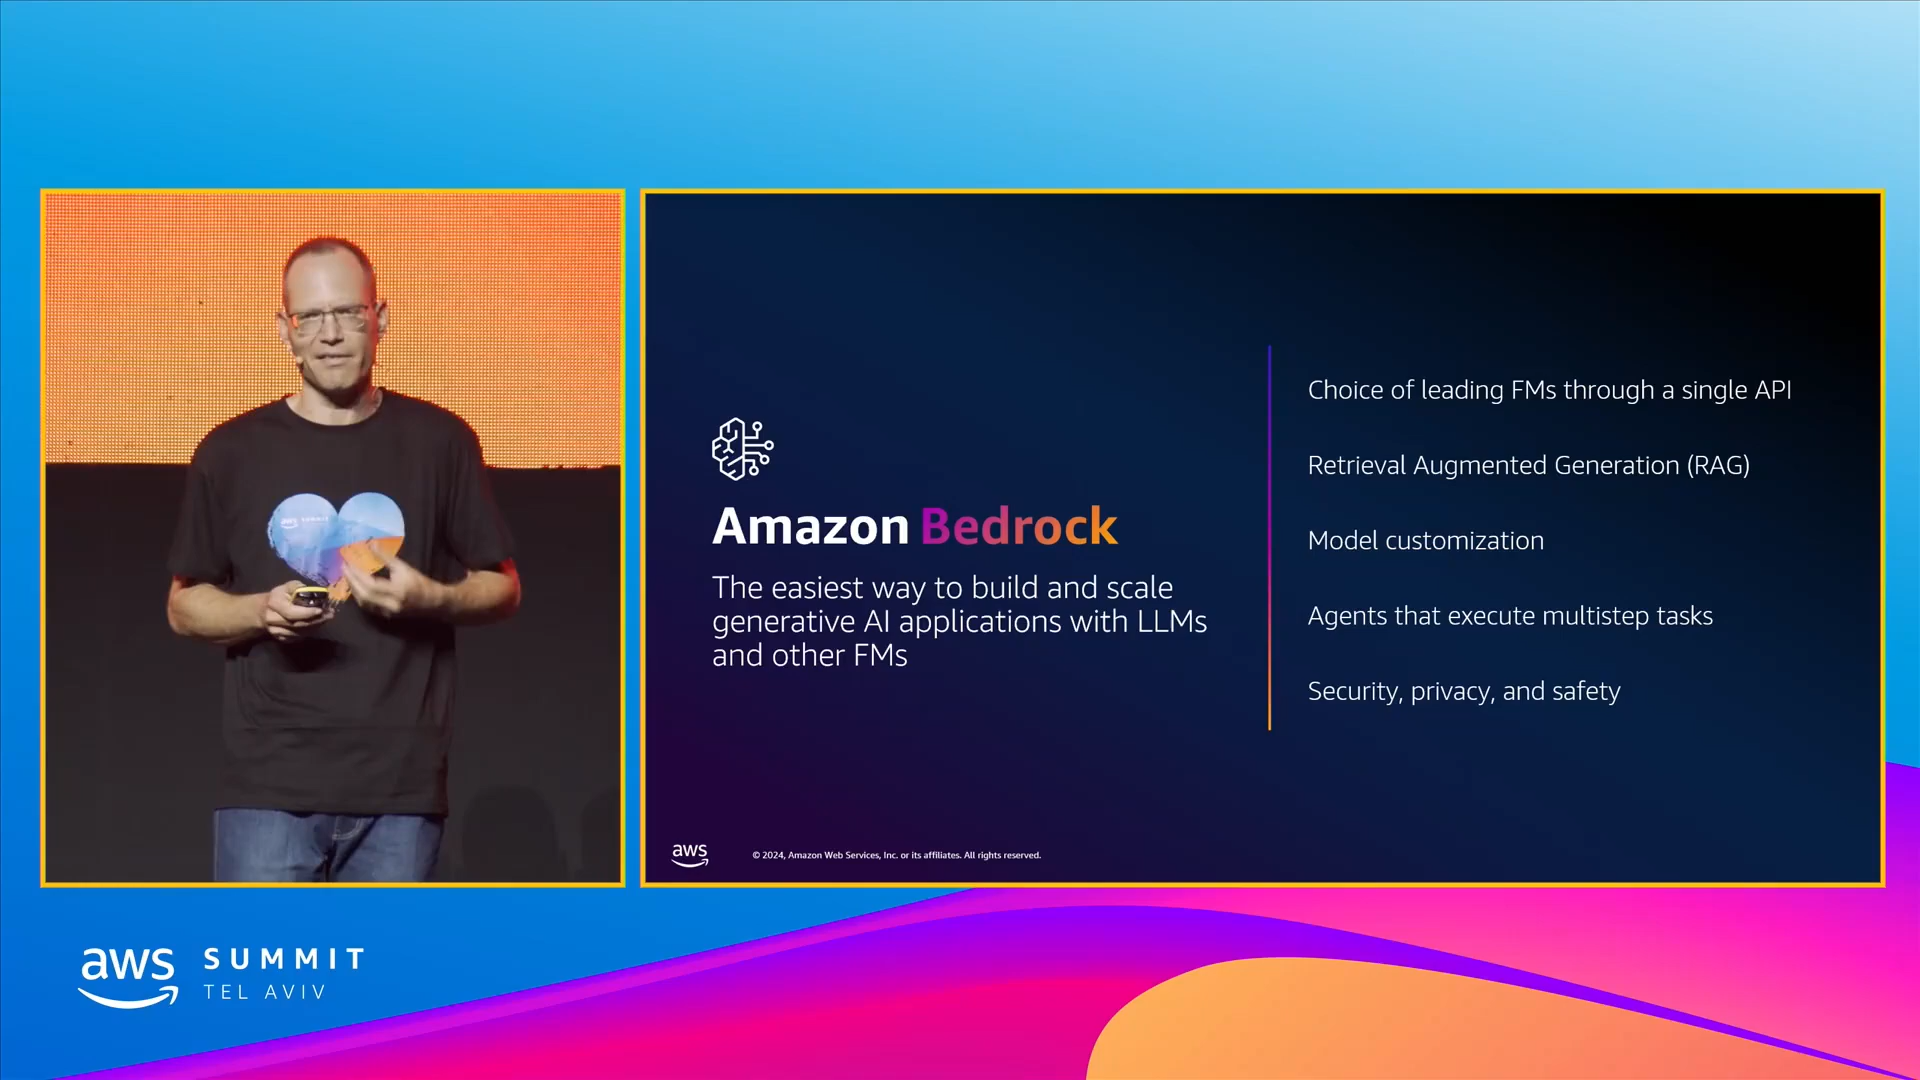 aws SUMMIT
Amazon Bedrock
The easiest way to build and scale
generative AI applications with LLMs
and other FMs
Choice of leading FMs through a single API
Retrieval Augmented Generation (RAG)
Model customization
Agents that execute multistep tasks
Security, privacy, and safety
aws
© 2024, Amazon Web Services, Inc. or its affiliates. All rights reserved.
aws SUMMIT
TEL AVIV